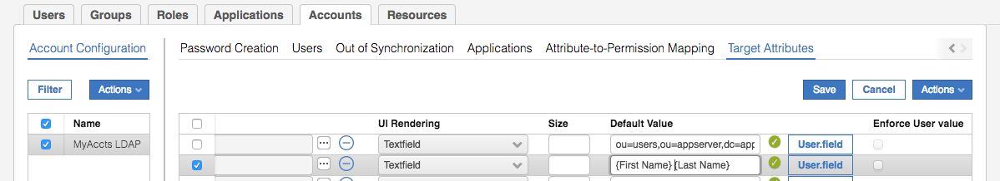 Users Groups Roles Applications Accounts Resources
Account Configuration Password Creation Users Out of Synchronization Applications Attribute-to-Permission Mapping Target Attributes
Filter Actions Save Cancel Actions
Name UI Rendering Size Default Value Enforce User value
MyAccts LDAP ... Textfield ou=users,ou=appserver,dc=app User.field
... Textfield {First Name} {Last Name} User.field